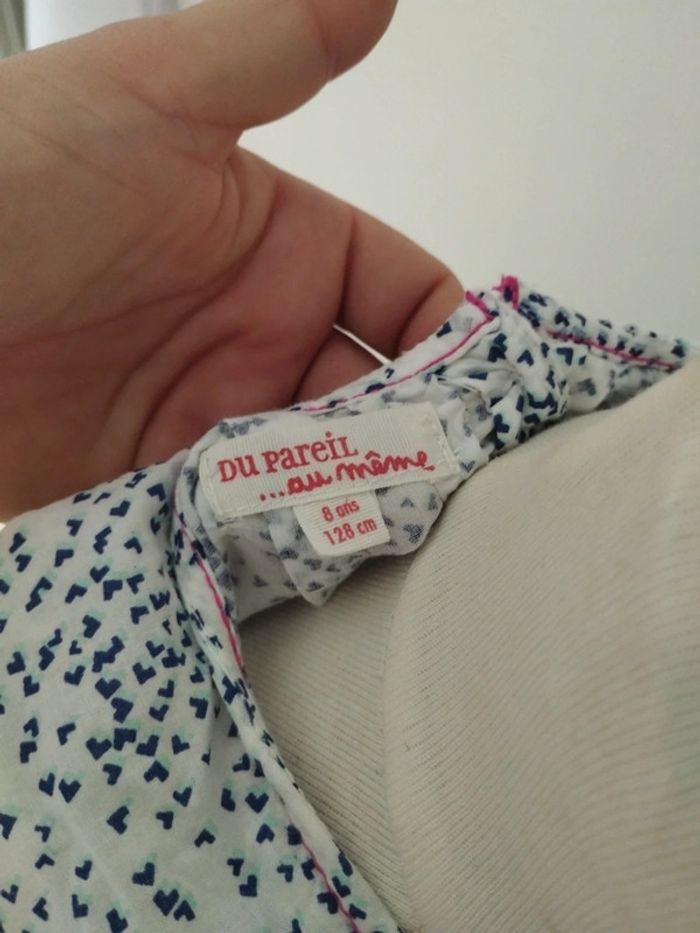 DU PAREIL
...au même
8 ans
128 cm